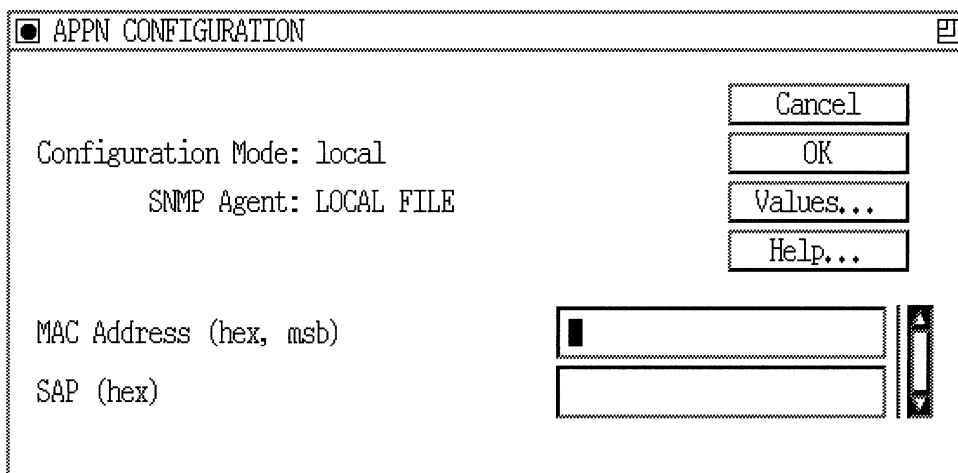 APPN CONFIGURATION
Cancel
Configuration Mode: local
OK
SNMP Agent: LOCAL FILE
Values...
Help...
MAC Address (hex, msb)
SAP (hex)